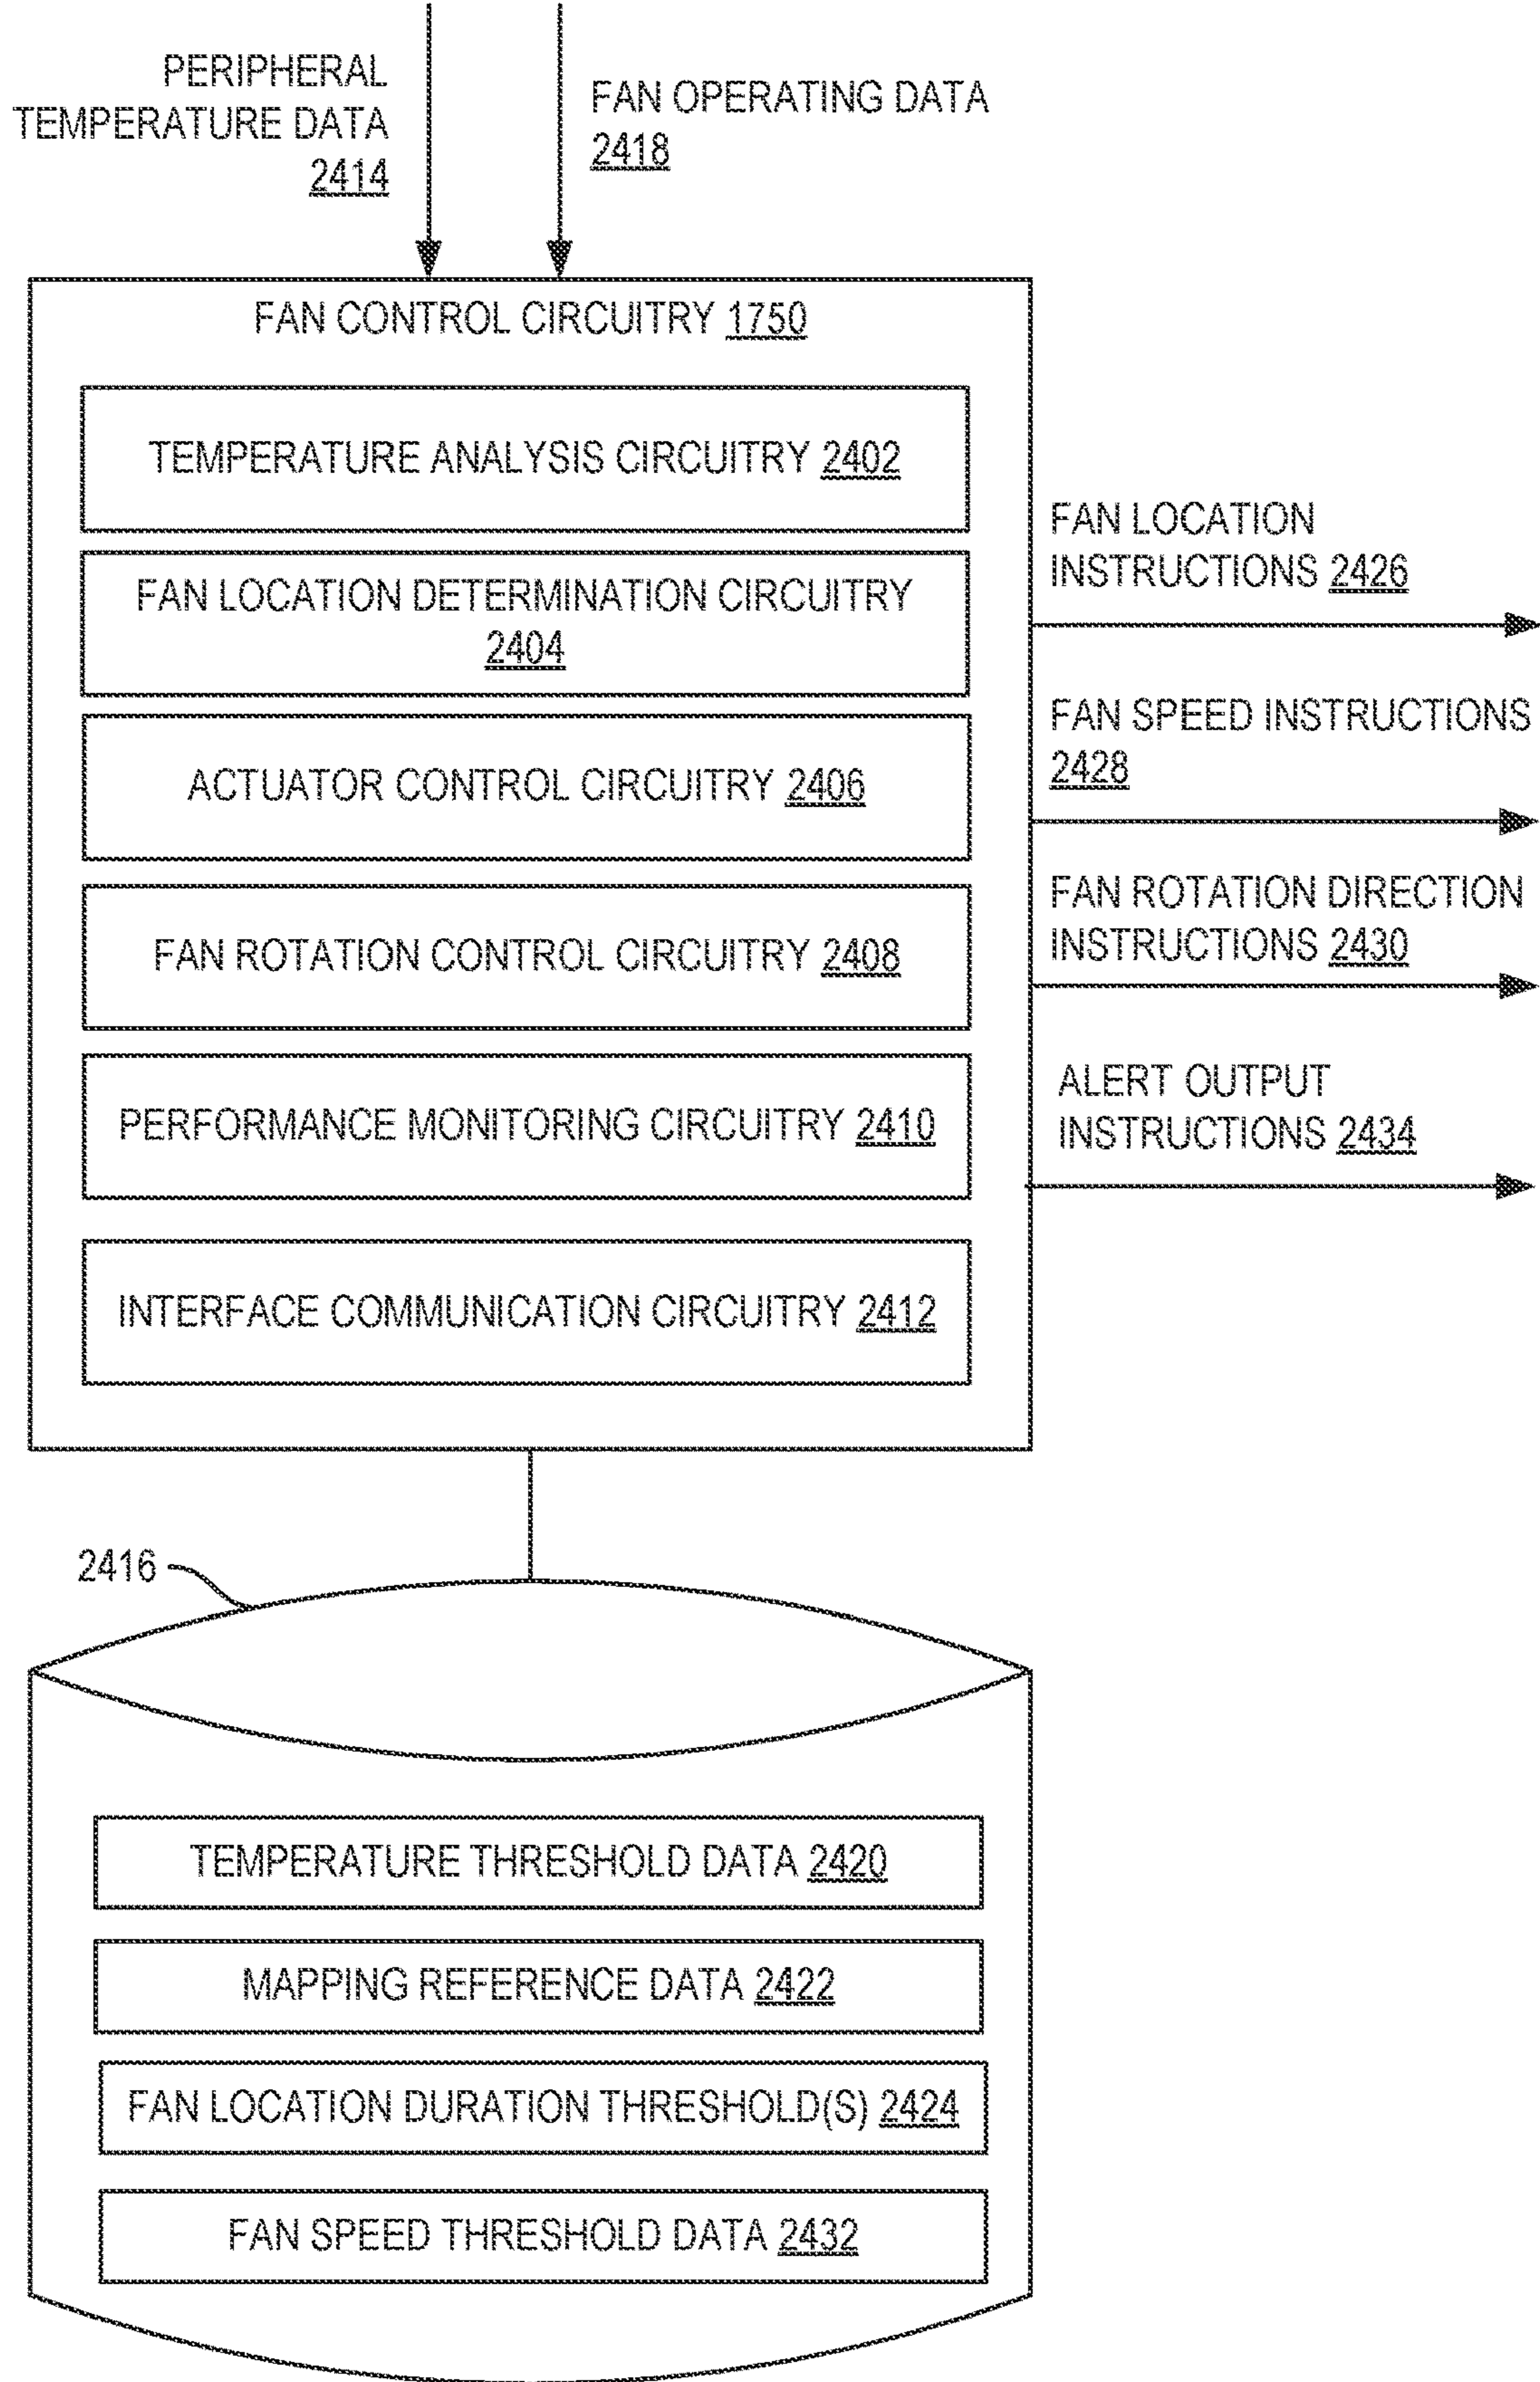 PERIPHERAL
TEMPERATURE DATA
2414
FAN OPERATING DATA
2418
FAN CONTROL CIRCUITRY 1750
TEMPERATURE ANALYSIS CIRCUITRY 2402
FAN LOCATION DETERMINATION CIRCUITRY
2404
ACTUATOR CONTROL CIRCUITRY 2406
FAN ROTATION CONTROL CIRCUITRY 2408
PERFORMANCE MONITORING CIRCUITRY 2410
INTERFACE COMMUNICATION CIRCUITRY 2412
FAN LOCATION
INSTRUCTIONS 2426
FAN SPEED INSTRUCTIONS
2428
FAN ROTATION DIRECTION
INSTRUCTIONS 2430
ALERT OUTPUT
INSTRUCTIONS 2434
2416
TEMPERATURE THRESHOLD DATA 2420
MAPPING REFERENCE DATA 2422
FAN LOCATION DURATION THRESHOLD(S) 2424
FAN SPEED THRESHOLD DATA 2432